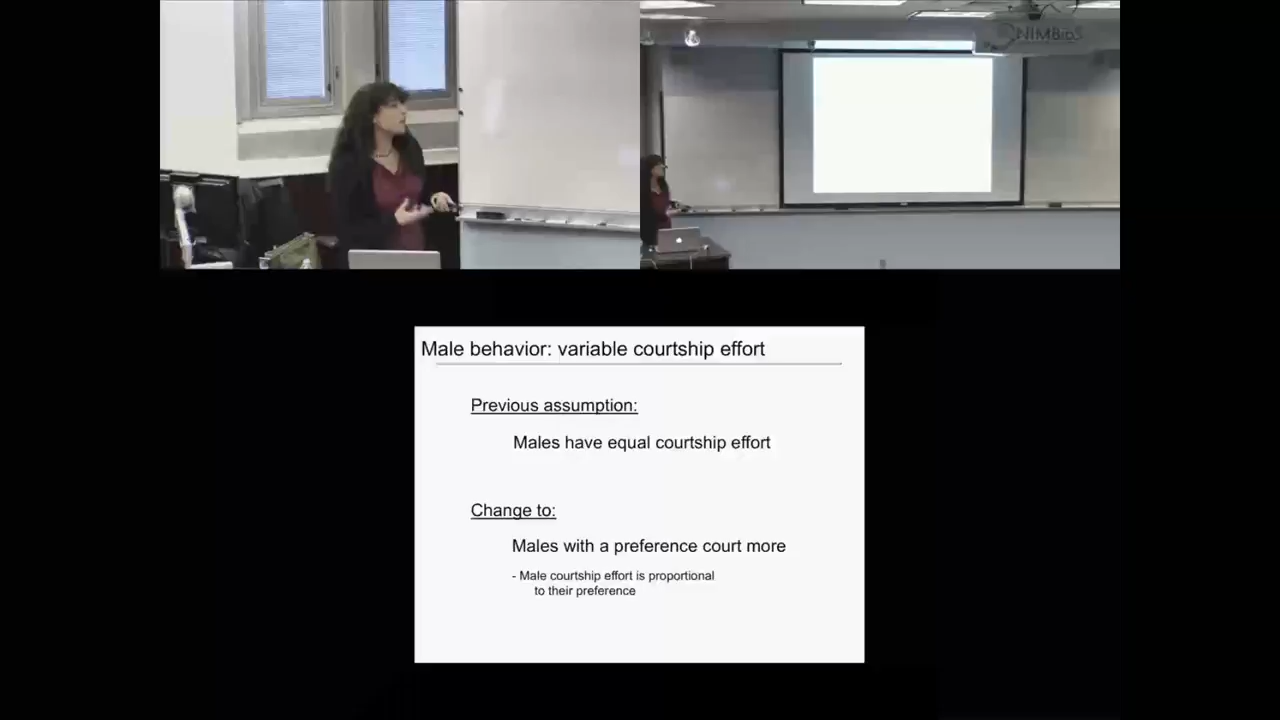 NIMBioS
Male behavior: variable courtship effort
Previous assumption:
Males have equal courtship effort
Change to:
Males with a preference court more
- Male courtship effort is proportional
to their preference